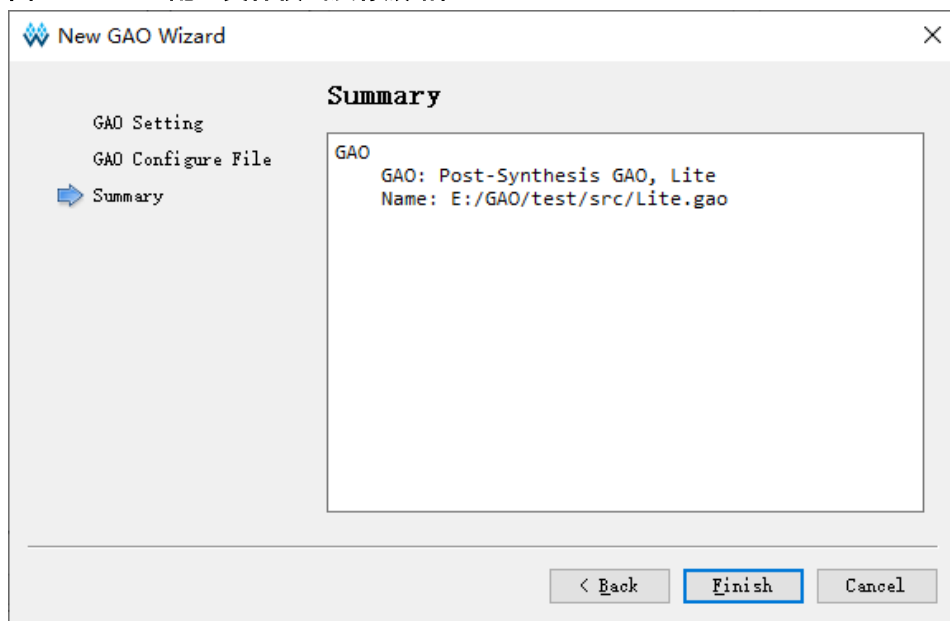 New GAO Wizard
GAO Setting
GAO Configure File
Summary
Summary
GAO
GAO: Post-Synthesis GAO, Lite
Name: E:/GAO/test/src/Lite.gao
< Back
Finish
Cancel